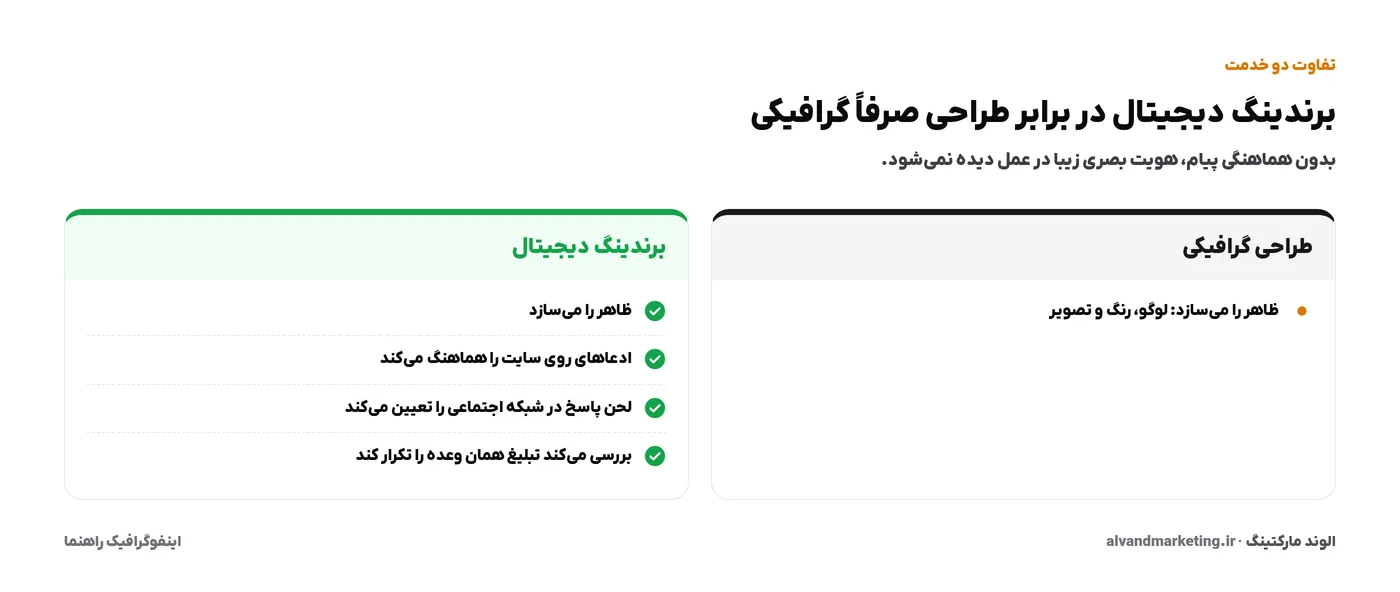 تفاوت دو خدمت
برندینگ دیجیتال در برابر طراحی صرفاً گرافیکی
بدون هماهنگی پیام، هویت بصری زیبا در عمل دیده نمی‌شود.
طراحی گرافیکی
ظاهر را می‌سازد: لوگو، رنگ و تصویر
برندینگ دیجیتال
ظاهر را می‌سازد
ادعاهای روی سایت را هماهنگ می‌کند
لحن پاسخ در شبکه اجتماعی را تعیین می‌کند
بررسی می‌کند تبلیغ همان وعده را تکرار کند
الوند مارکتینگ · alvandmarketing.ir
اینفوگرافیک راهنما